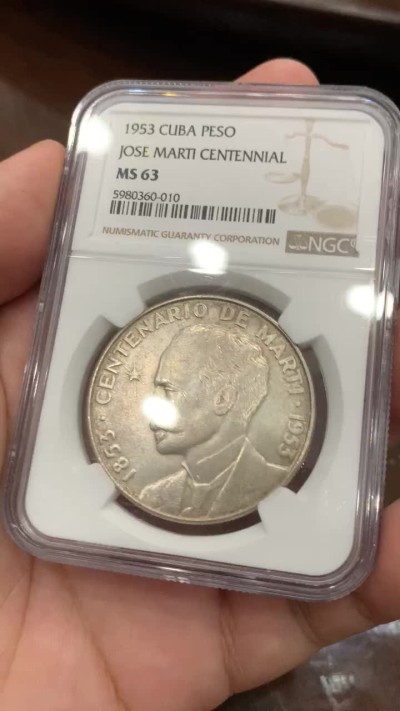 1953 CUBA PESO
JOSE MARTI CENTENNIAL
MS 63
5980360-010
NUMISMATIC GUARANTY CORPORATION
NGC®
1853 · CENTENARIO DE MARTI · 1953